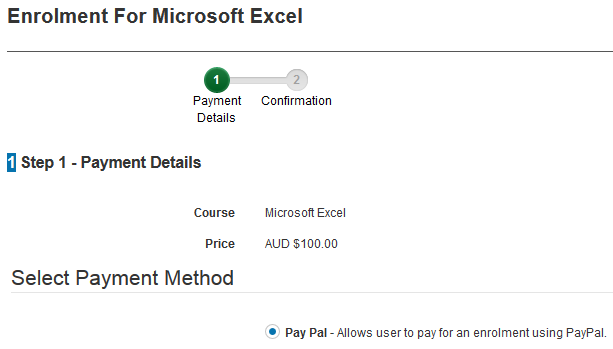 Enrolment For Microsoft Excel
1 2
Payment Confirmation
Details
1 Step 1 - Payment Details
Course Microsoft Excel
Price AUD $100.00
Select Payment Method
Pay Pal - Allows user to pay for an enrolment using PayPal.